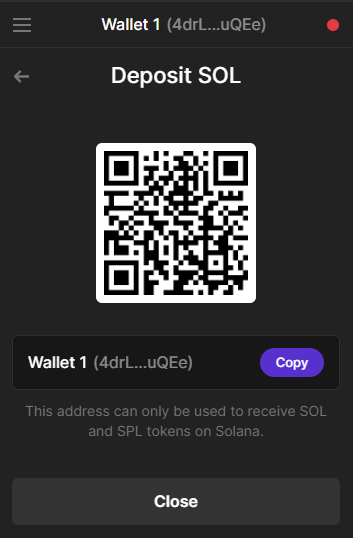 Wallet 1 (4drL...uQEe)
Deposit SOL
Wallet 1 (4drL...uQEe)
Copy
This address can only be used to receive SOL
and SPL tokens on Solana.
Close